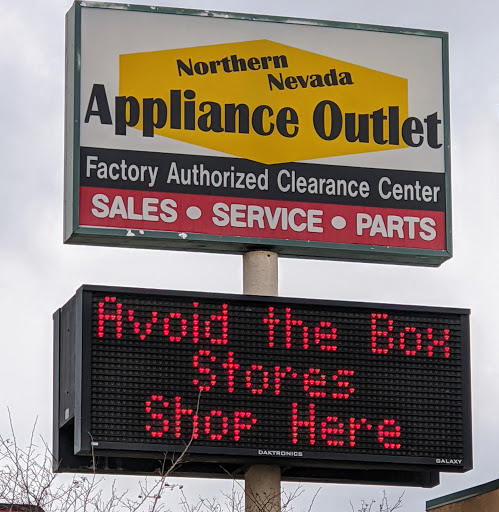 Northern
Nevada
Appliance Outlet
Factory Authorized Clearance Center
SALES • SERVICE • PARTS
Avoid the Box
Stores
Shop Here
DAKTRONICS
GALAXY